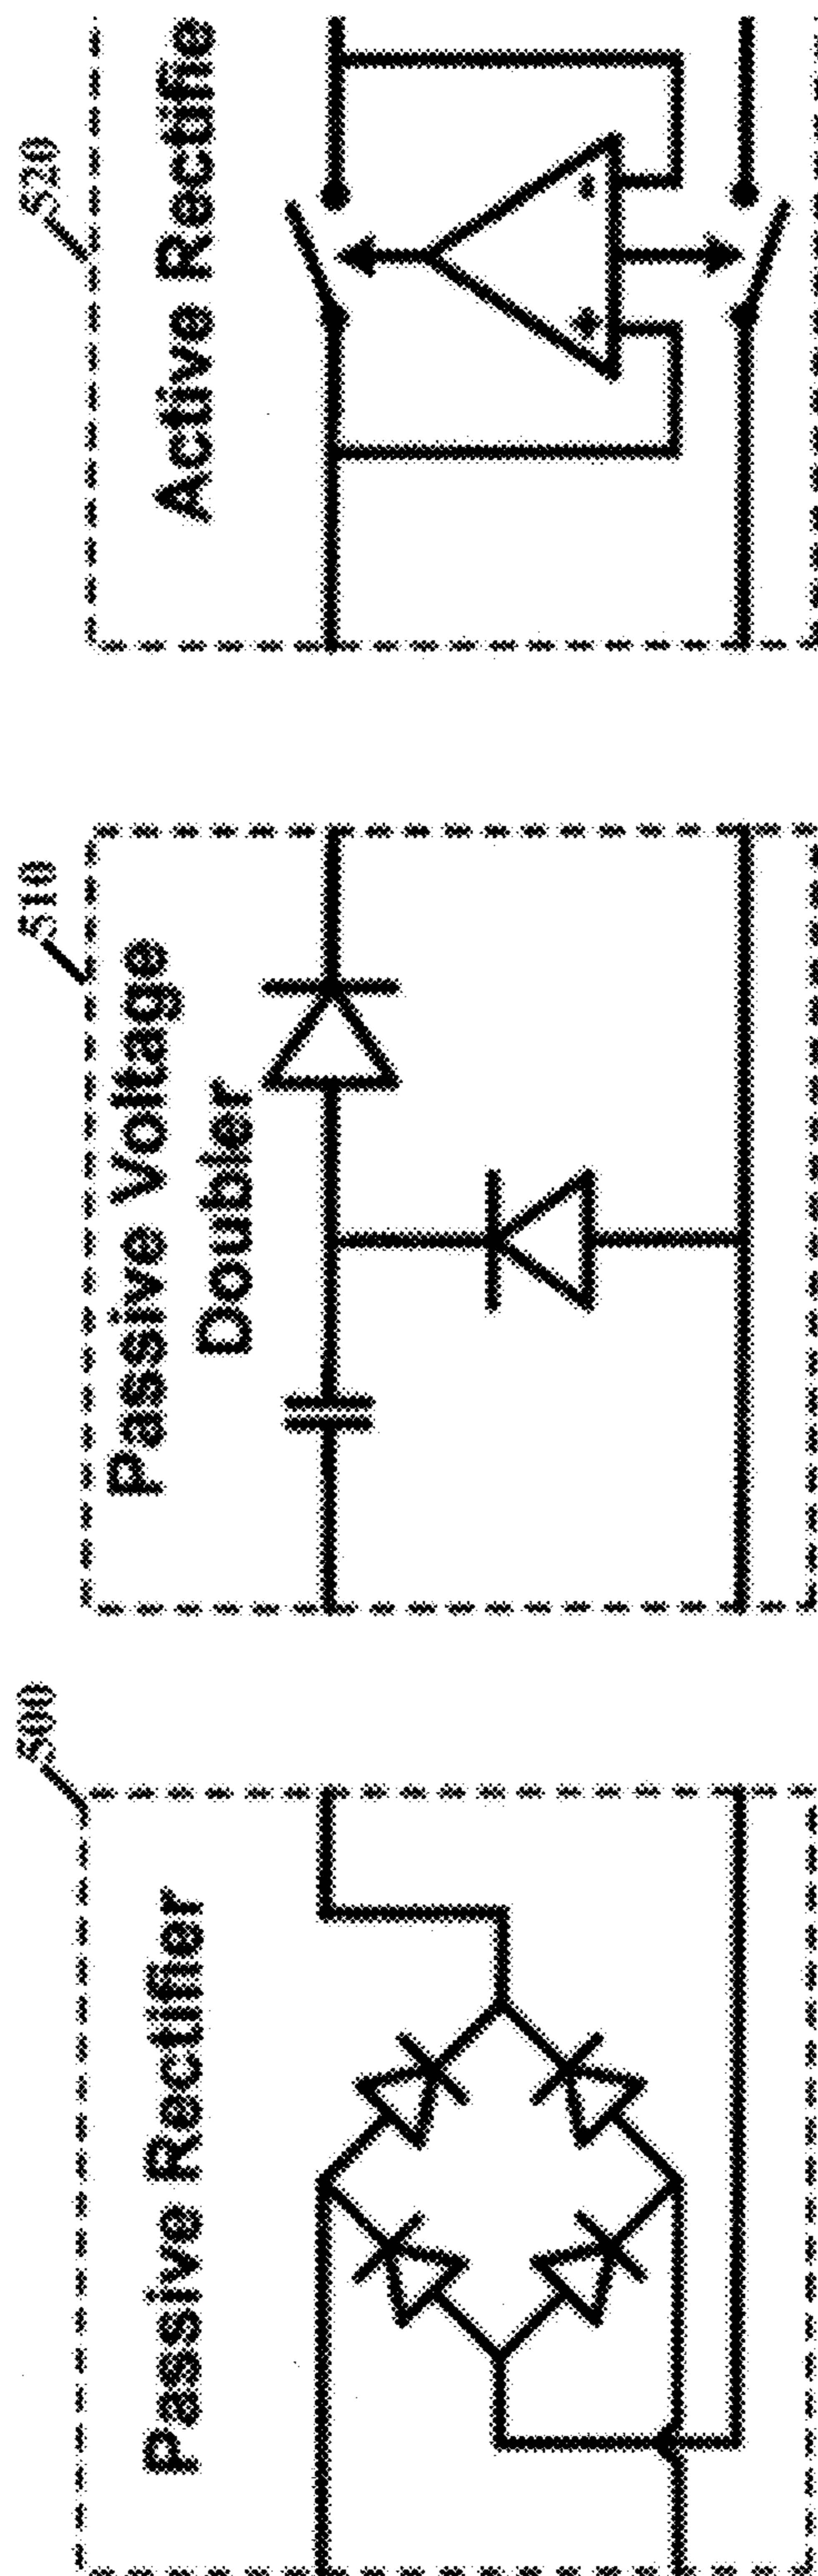 500
Passive Rectifier
510
Passive Voltage
Doubler
520
Active Rectifie
+
-